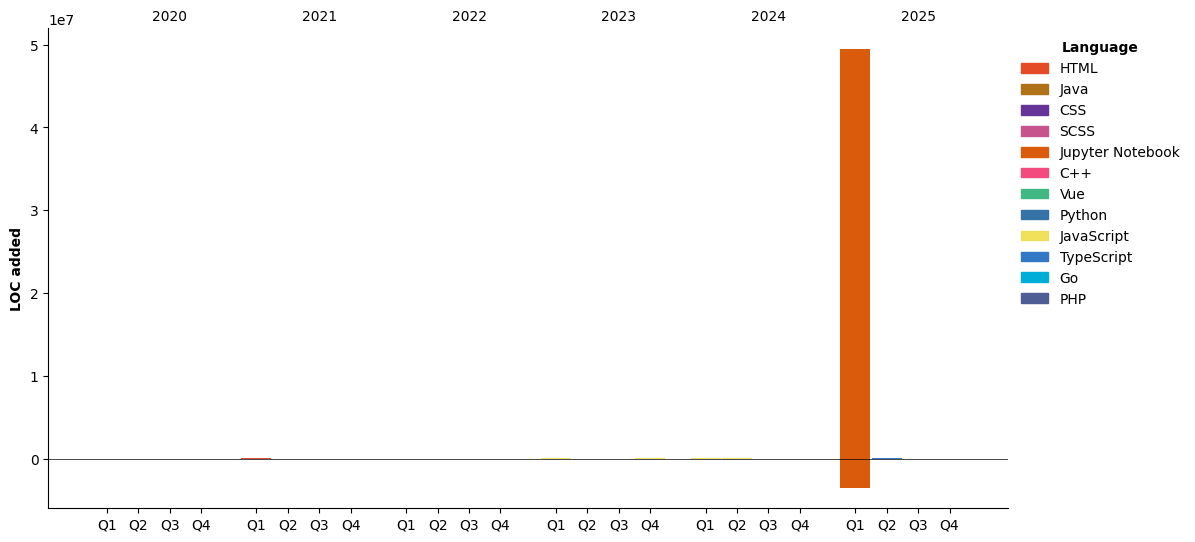 1e7
2020 2021 2022 2023 2024 2025
5
4
3
2
1
0
LOC added
Q1 Q2 Q3 Q4 Q1 Q2 Q3 Q4 Q1 Q2 Q3 Q4 Q1 Q2 Q3 Q4 Q1 Q2 Q3 Q4 Q1 Q2 Q3 Q4
Language
HTML
Java
CSS
SCSS
Jupyter Notebook
C++
Vue
Python
JavaScript
TypeScript
Go
PHP